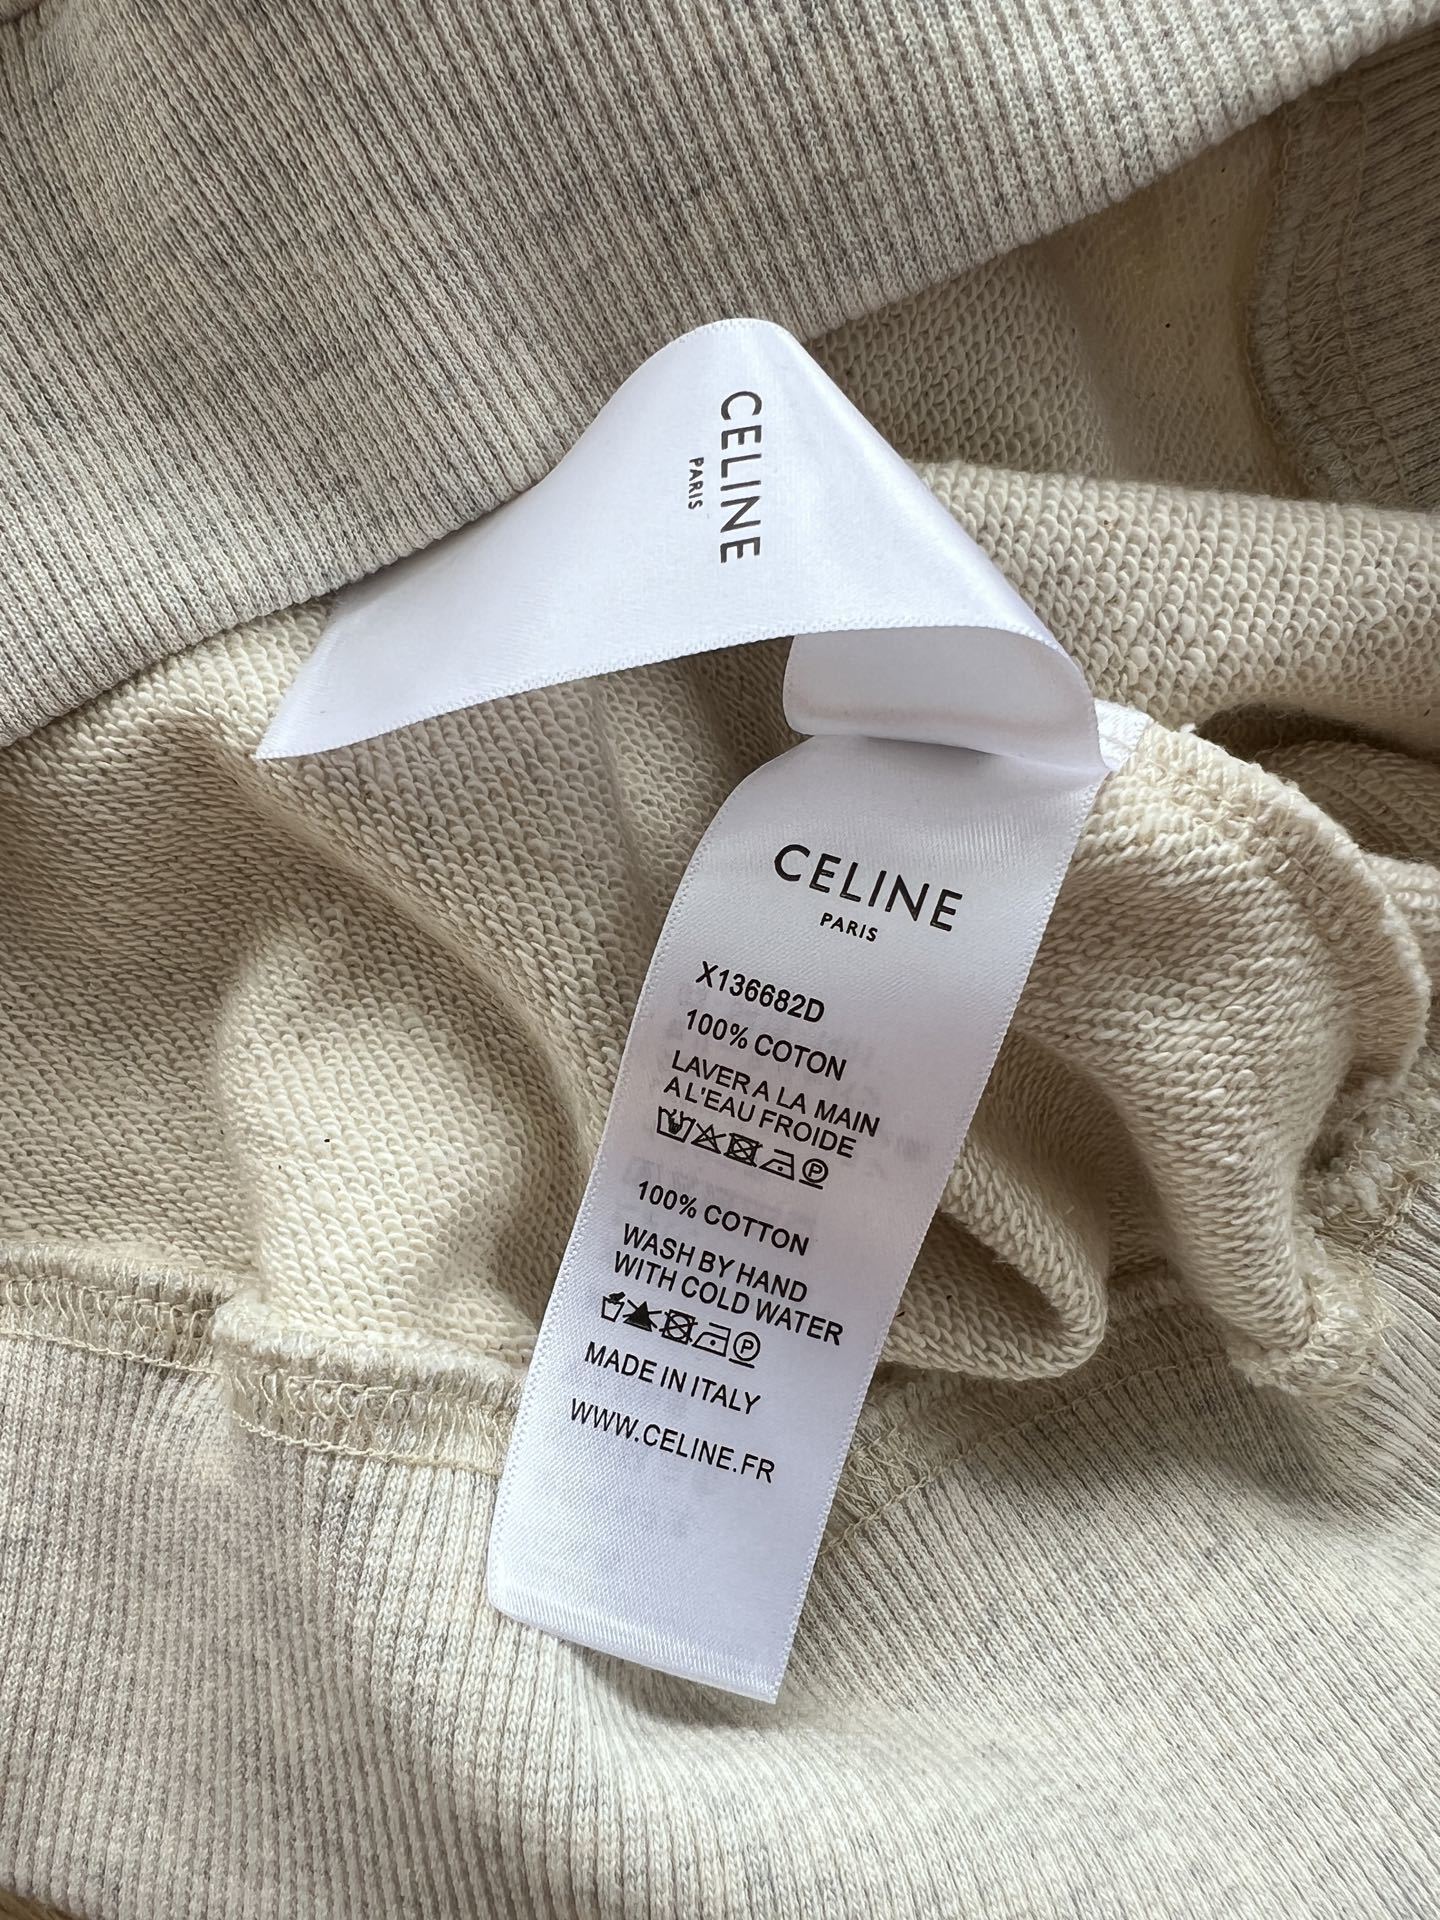 CELINE
PARIS
CELINE
PARIS
X136682D
100% COTON
LAVER A LA MAIN
A L'EAU FROIDE
P
100% COTTON
WASH BY HAND
WITH COLD WATER
P
MADE IN ITALY
WWW.CELINE.FR